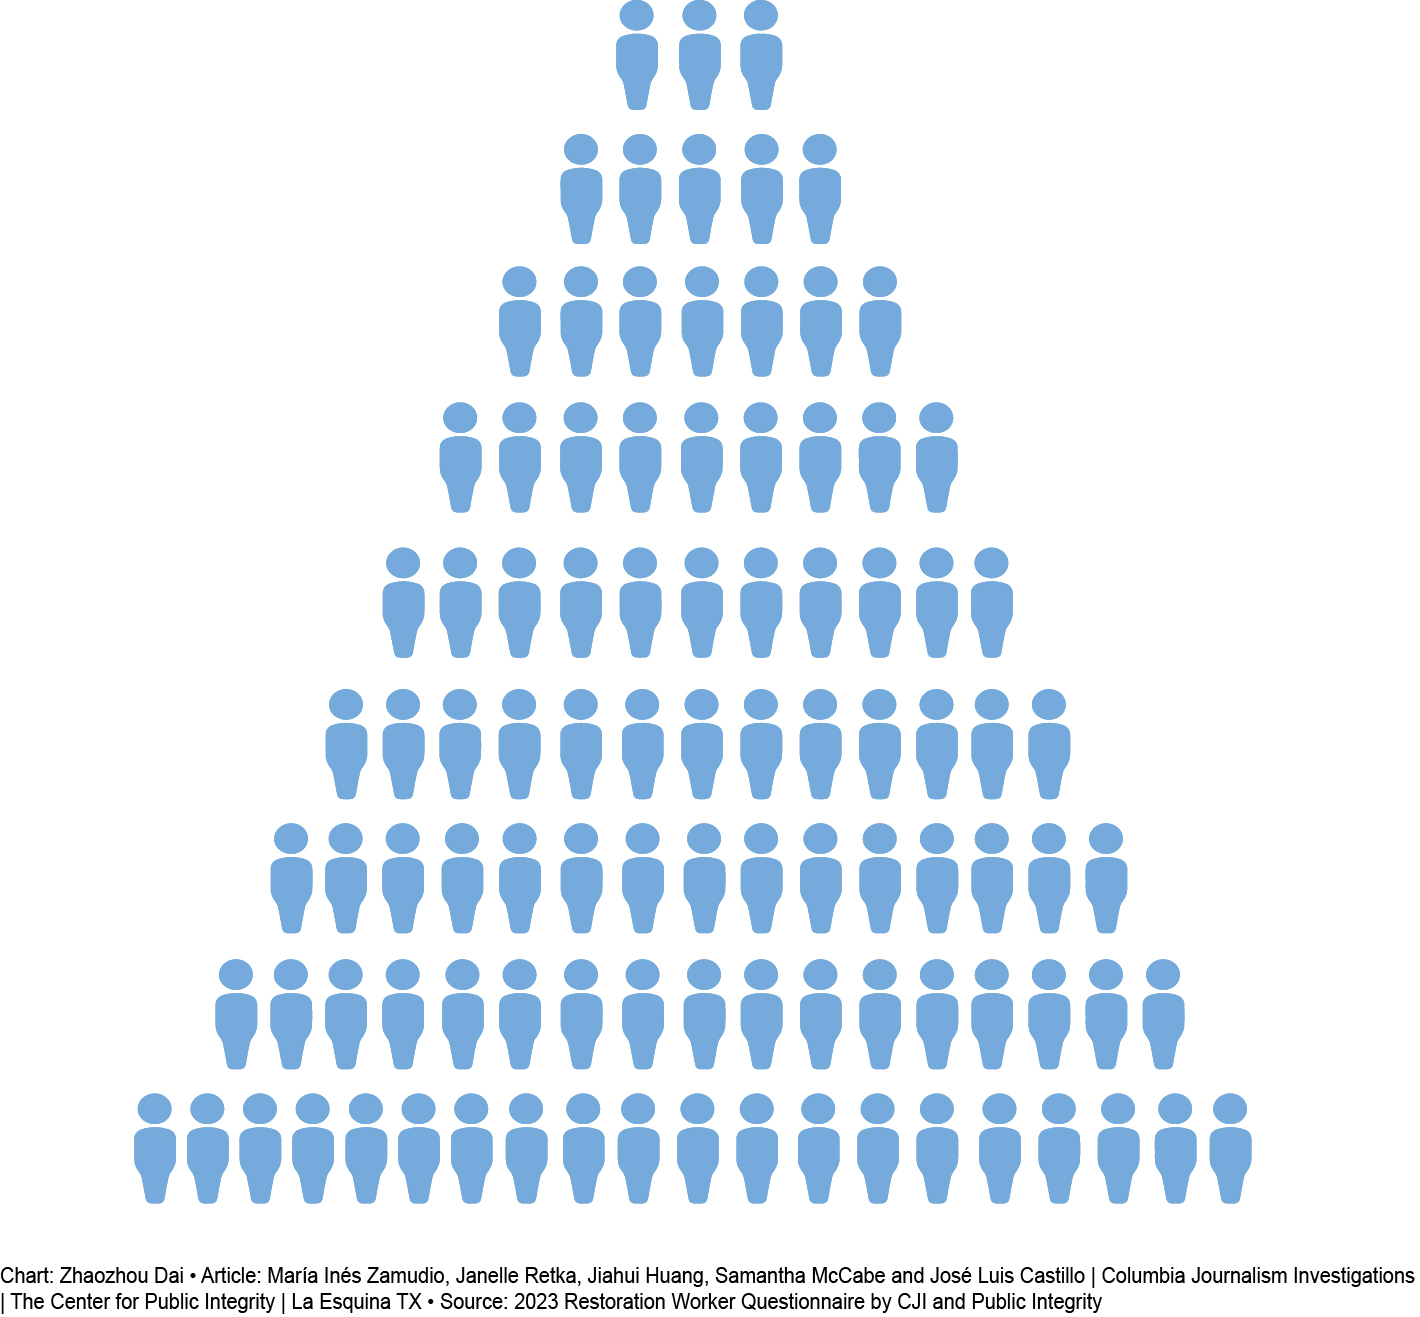 Chart: Zhaozhou Dai • Article: María Inés Zamudio, Janelle Retka, Jiahui Huang, Samantha McCabe and José Luis Castillo | Columbia Journalism Investigations
| The Center for Public Integrity | La Esquina TX • Source: 2023 Restoration Worker Questionnaire by CJI and Public Integrity